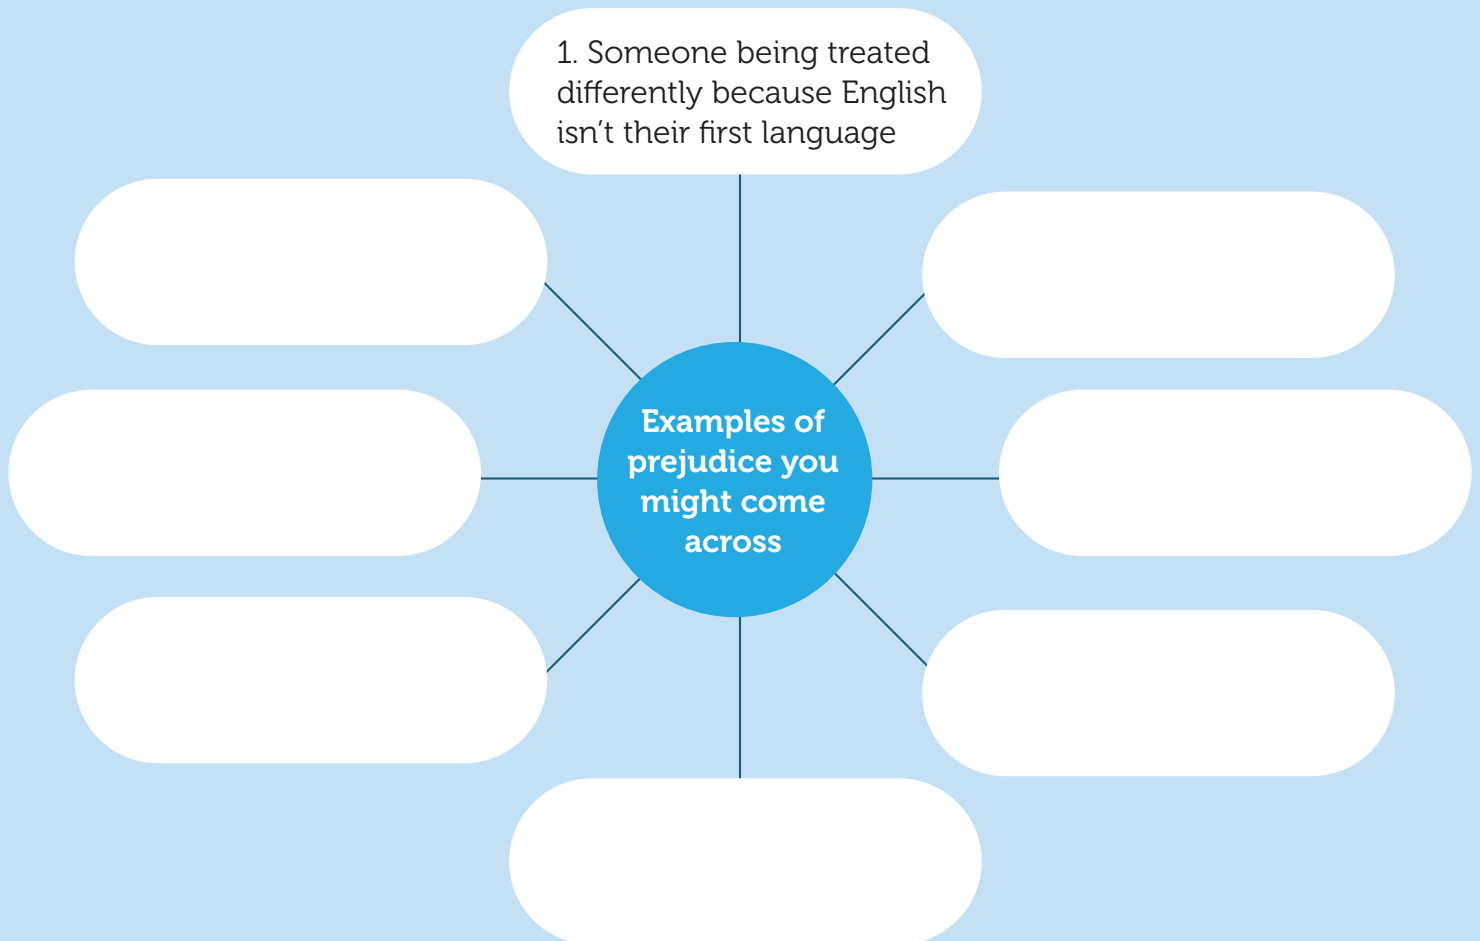 1. Someone being treated
differently because English
isn’t their first language
Examples of
prejudice you
might come
across